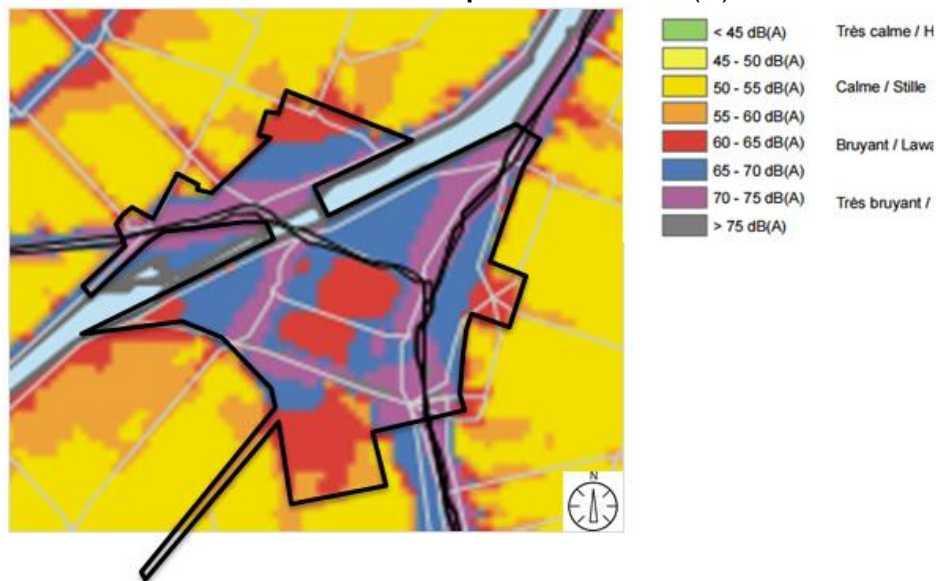 < 45 dB(A) Très calme / H
45 - 50 dB(A)
50 - 55 dB(A) Calme / Stille
55 - 60 dB(A)
60 - 65 dB(A) Bruyant / Lawa
65 - 70 dB(A)
70 - 75 dB(A) Très bruyant /
> 75 dB(A)
N